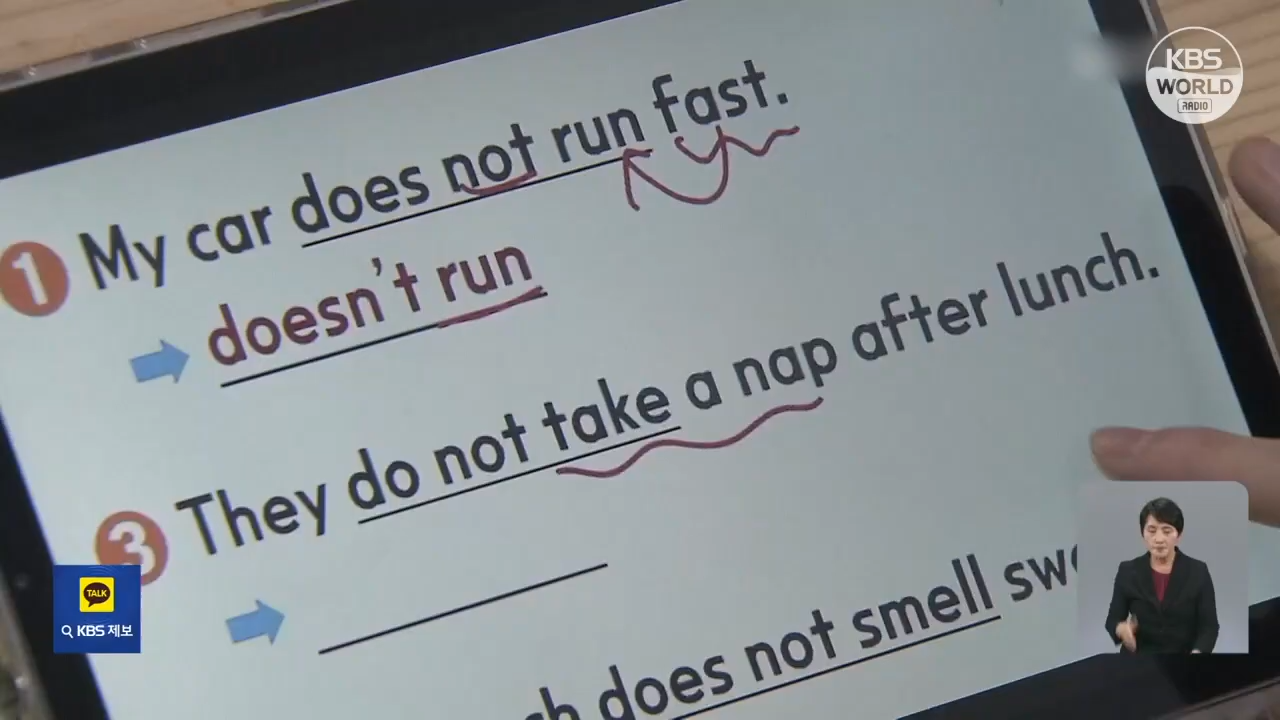 KBS
WORLD
RADIO
1 My car does not run fast.
doesn't run
3 They do not take a nap after lunch.
does not smell
TALK
KBS 제보